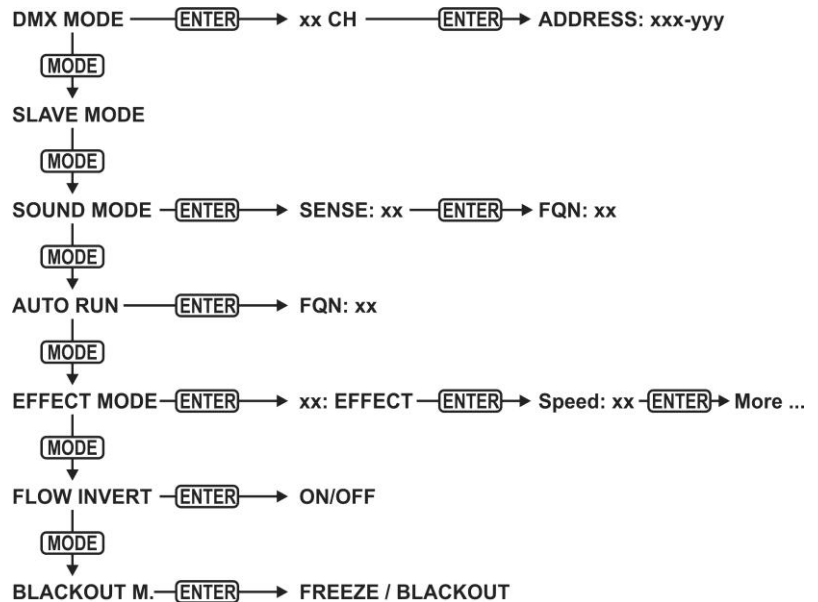 DMX MODE ENTER xx CH ENTER ADDRESS: xxx-yyy
MODE
SLAVE MODE
MODE
SOUND MODE ENTER SENSE: xx ENTER FQN: xx
MODE
AUTO RUN ENTER FQN: xx
MODE
EFFECT MODE ENTER xx: EFFECT ENTER Speed: xx ENTER More ...
MODE
FLOW INVERT ENTER ON/OFF
MODE
BLACKOUT M. ENTER FREEZE / BLACKOUT